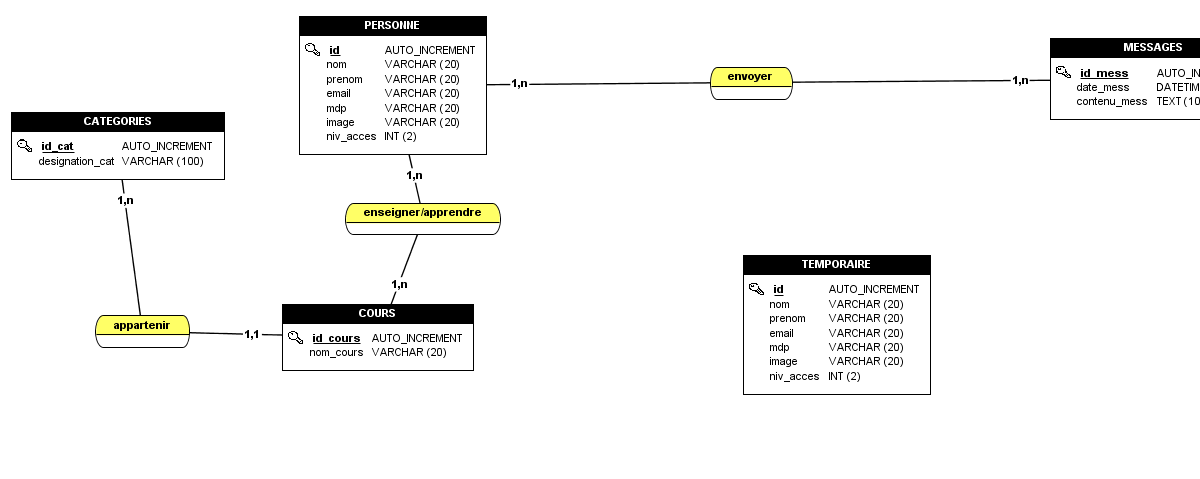 PERSONNE
id AUTO_INCREMENT
nom VARCHAR (20)
prenom VARCHAR (20)
email VARCHAR (20)
mdp VARCHAR (20)
image VARCHAR (20)
niv_acces INT (2)
1,n
envoyer
1,n
MESSAGES
id_mess AUTO_IN
date_mess DATETIM
contenu_mess TEXT (10
CATEGORIES
id_cat AUTO_INCREMENT
designation_cat VARCHAR (100)
1,n
1,n
enseigner/apprendre
1,n
appartenir
1,1
COURS
id_cours AUTO_INCREMENT
nom_cours VARCHAR (20)
TEMPORAIRE
id AUTO_INCREMENT
nom VARCHAR (20)
prenom VARCHAR (20)
email VARCHAR (20)
mdp VARCHAR (20)
image VARCHAR (20)
niv_acces INT (2)